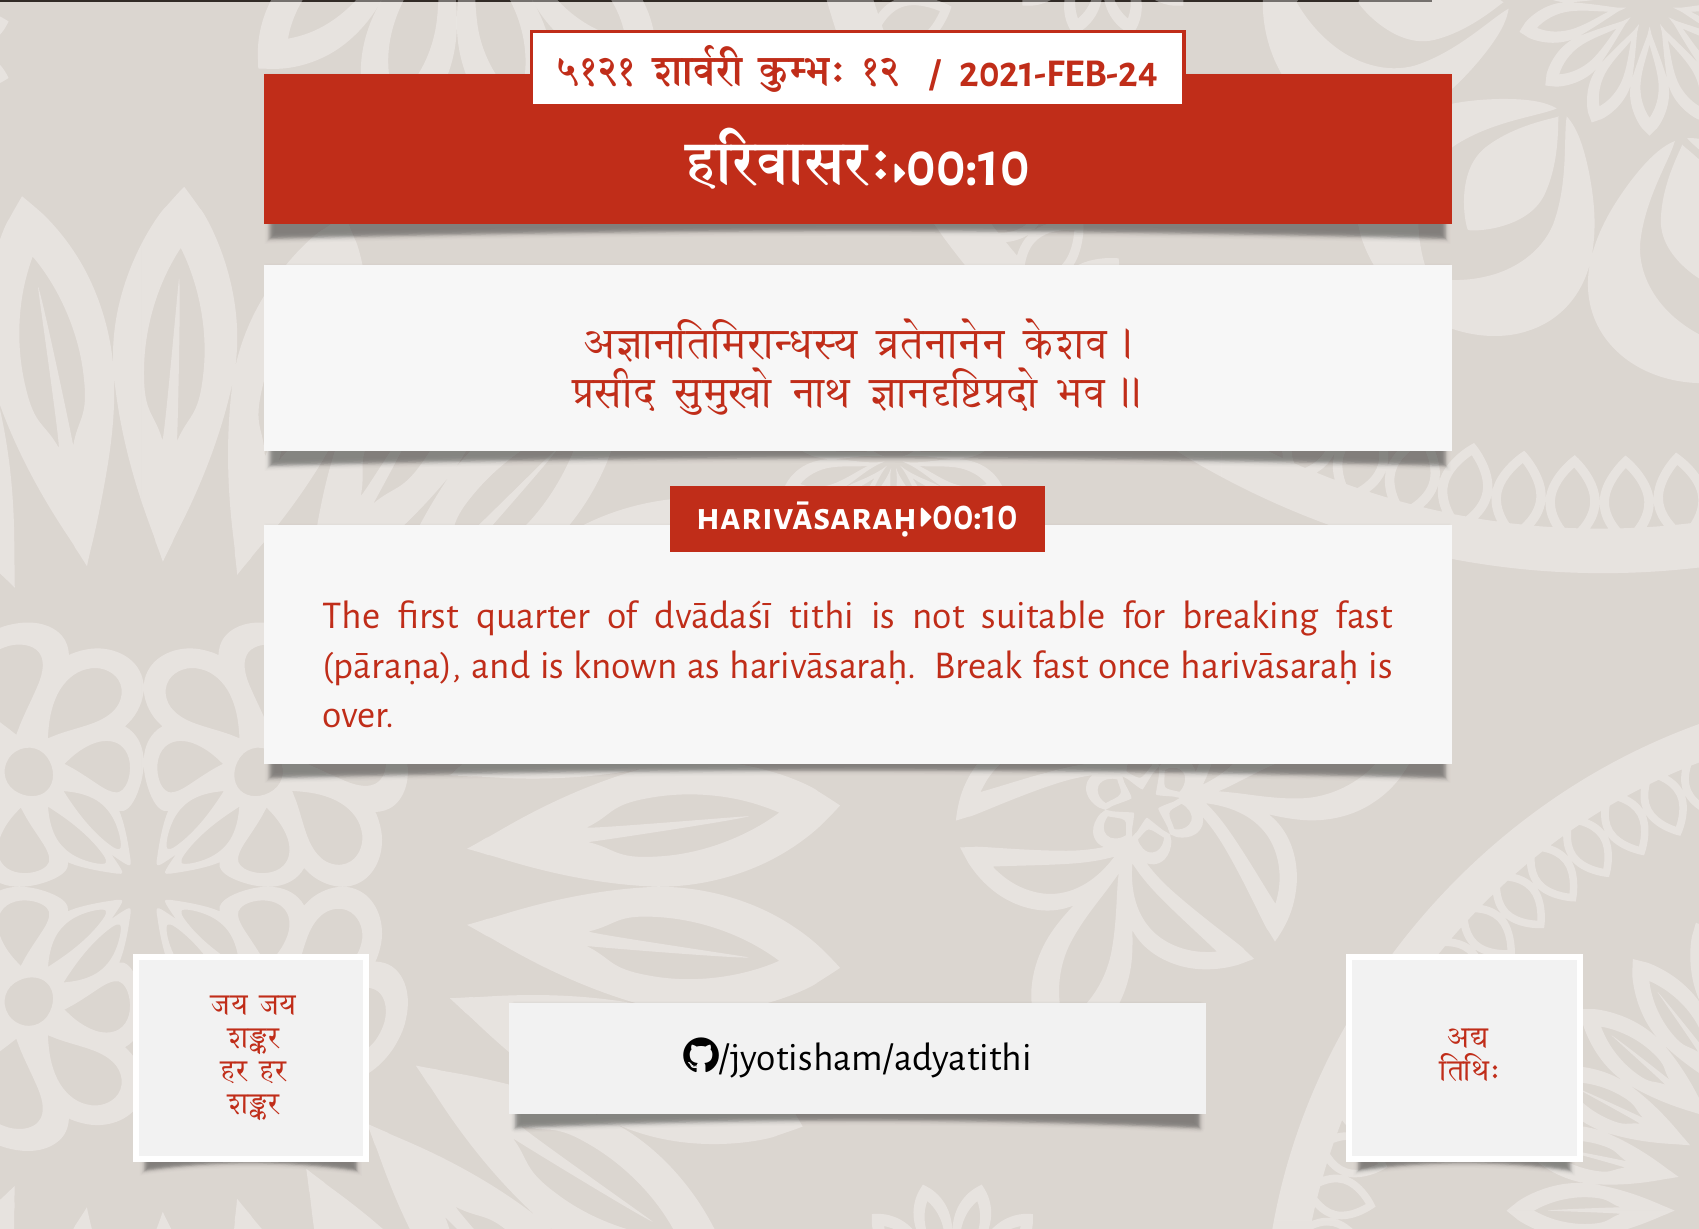 ५१२१ शार्वरी कुम्भः १२ / 2021-FEB-24
हरिवासरः▸00:10
अज्ञानतिमिरान्धस्य व्रतेनानेन केशव ।
प्रसीद सुमुखो नाथ ज्ञानदृष्टिप्रदो भव ॥
HARIVĀSARAḤ▸00:10
The first quarter of dvādaśī tithi is not suitable for breaking fast
(pāraṇa), and is known as harivāsaraḥ. Break fast once harivāsaraḥ is
over.
जय जय
शङ्कर
हर हर
शङ्कर
/jyotisham/adyatithi
अद्य
तिथिः